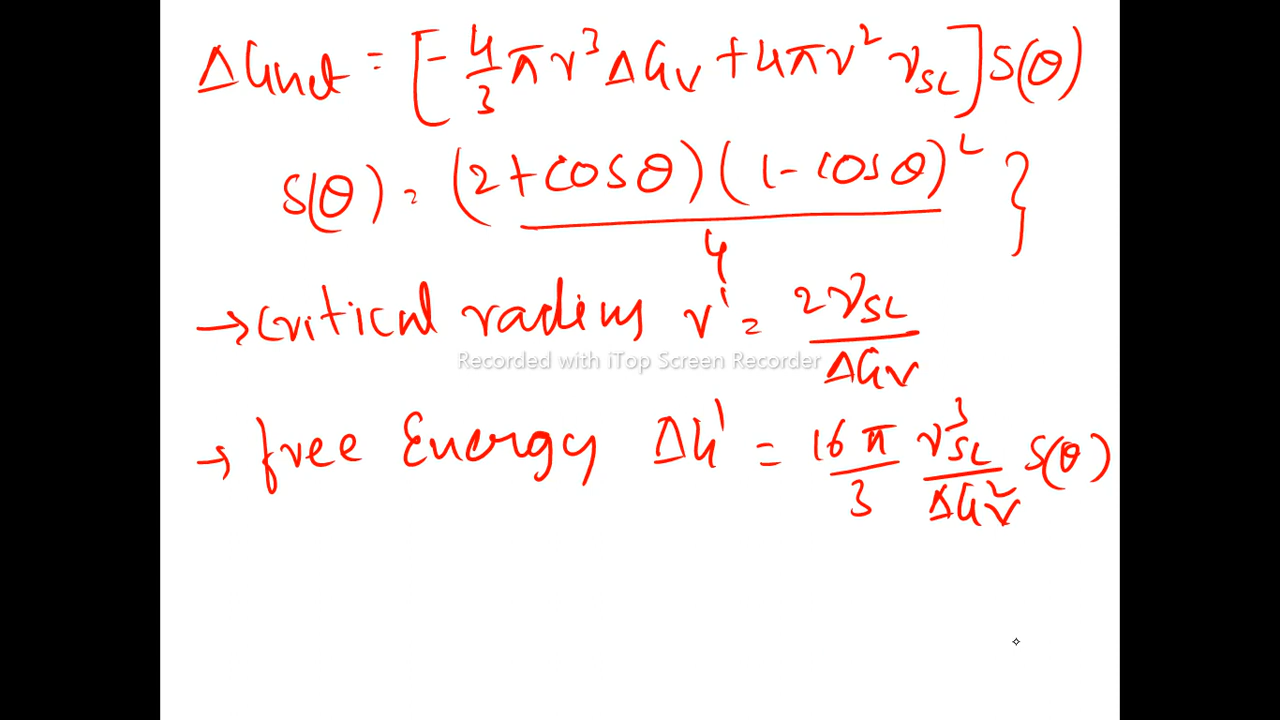 ΔGhet = [-4/3 πr³ ΔGv + 4πr² γSL] S(θ)
S(θ) = (2+cosθ)(1-cosθ)² / 4 }
→ critical radius r' = 2γSL / ΔGv
Recorded with iTop Screen Recorder
→ free Energy ΔG' = 16π/3 γ³SL / ΔG²v S(θ)